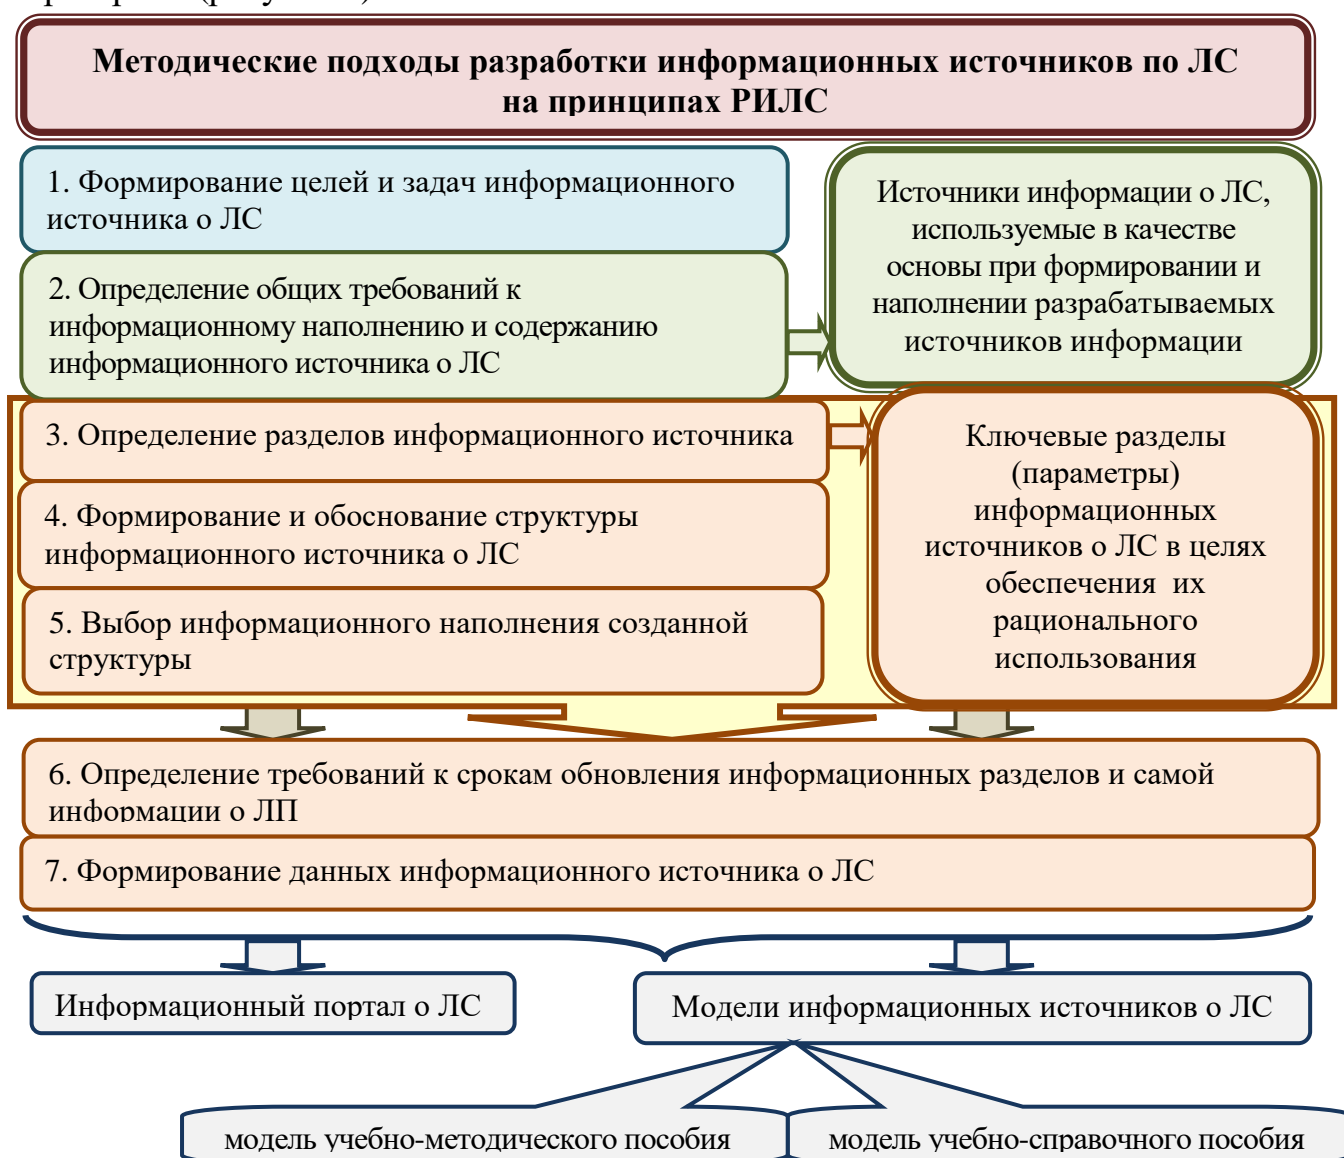 Методические подходы разработки информационных источников по ЛС
на принципах РИЛС
1. Формирование целей и задач информационного
источника о ЛС
2. Определение общих требований к
информационному наполнению и содержанию
информационного источника о ЛС
Источники информации о ЛС,
используемые в качестве
основы при формировании и
наполнении разрабатываемых
источников информации
3. Определение разделов информационного источника
4. Формирование и обоснование структуры
информационного источника о ЛС
5. Выбор информационного наполнения созданной
структуры
Ключевые разделы
(параметры)
информационных
источников о ЛС в целях
обеспечения их
рационального
использования
6. Определение требований к срокам обновления информационных разделов и самой
информации о ЛП
7. Формирование данных информационного источника о ЛС
Информационный портал о ЛС
Модели информационных источников о ЛС
модель учебно-методического пособия
модель учебно-справочного пособия